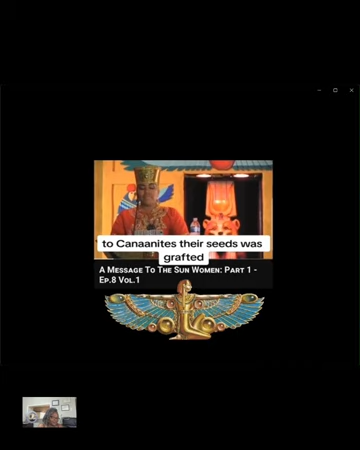 to Canaanites their seeds was
grafted
A Message To The Sun Women: Part 1 -
Ep.8 Vol.1